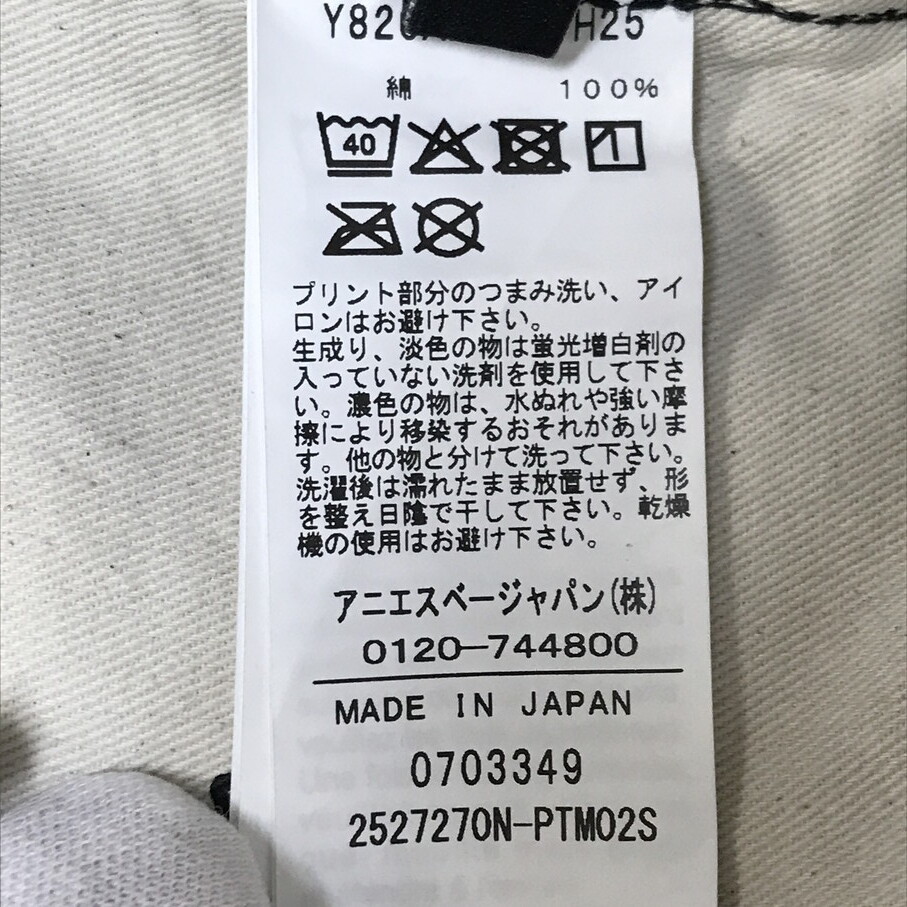 H25
綿 100%
40
プリント部分のつまみ洗い、アイ
ロンはお避け下さい。
生成り、淡色の物は蛍光増白剤の
入っていない洗剤を使用して下さ
い。濃色の物は、水ぬれや強い摩
擦により移染するおそれがありま
す。他の物と分けて洗って下さい。
洗濯後は濡れたまま放置せず、形
を整え日陰で干して下さい。乾燥
機の使用はお避け下さい。
アニエスベージャパン(株)
0120-744800
MADE IN JAPAN
0703349
2527270N-PTM02S